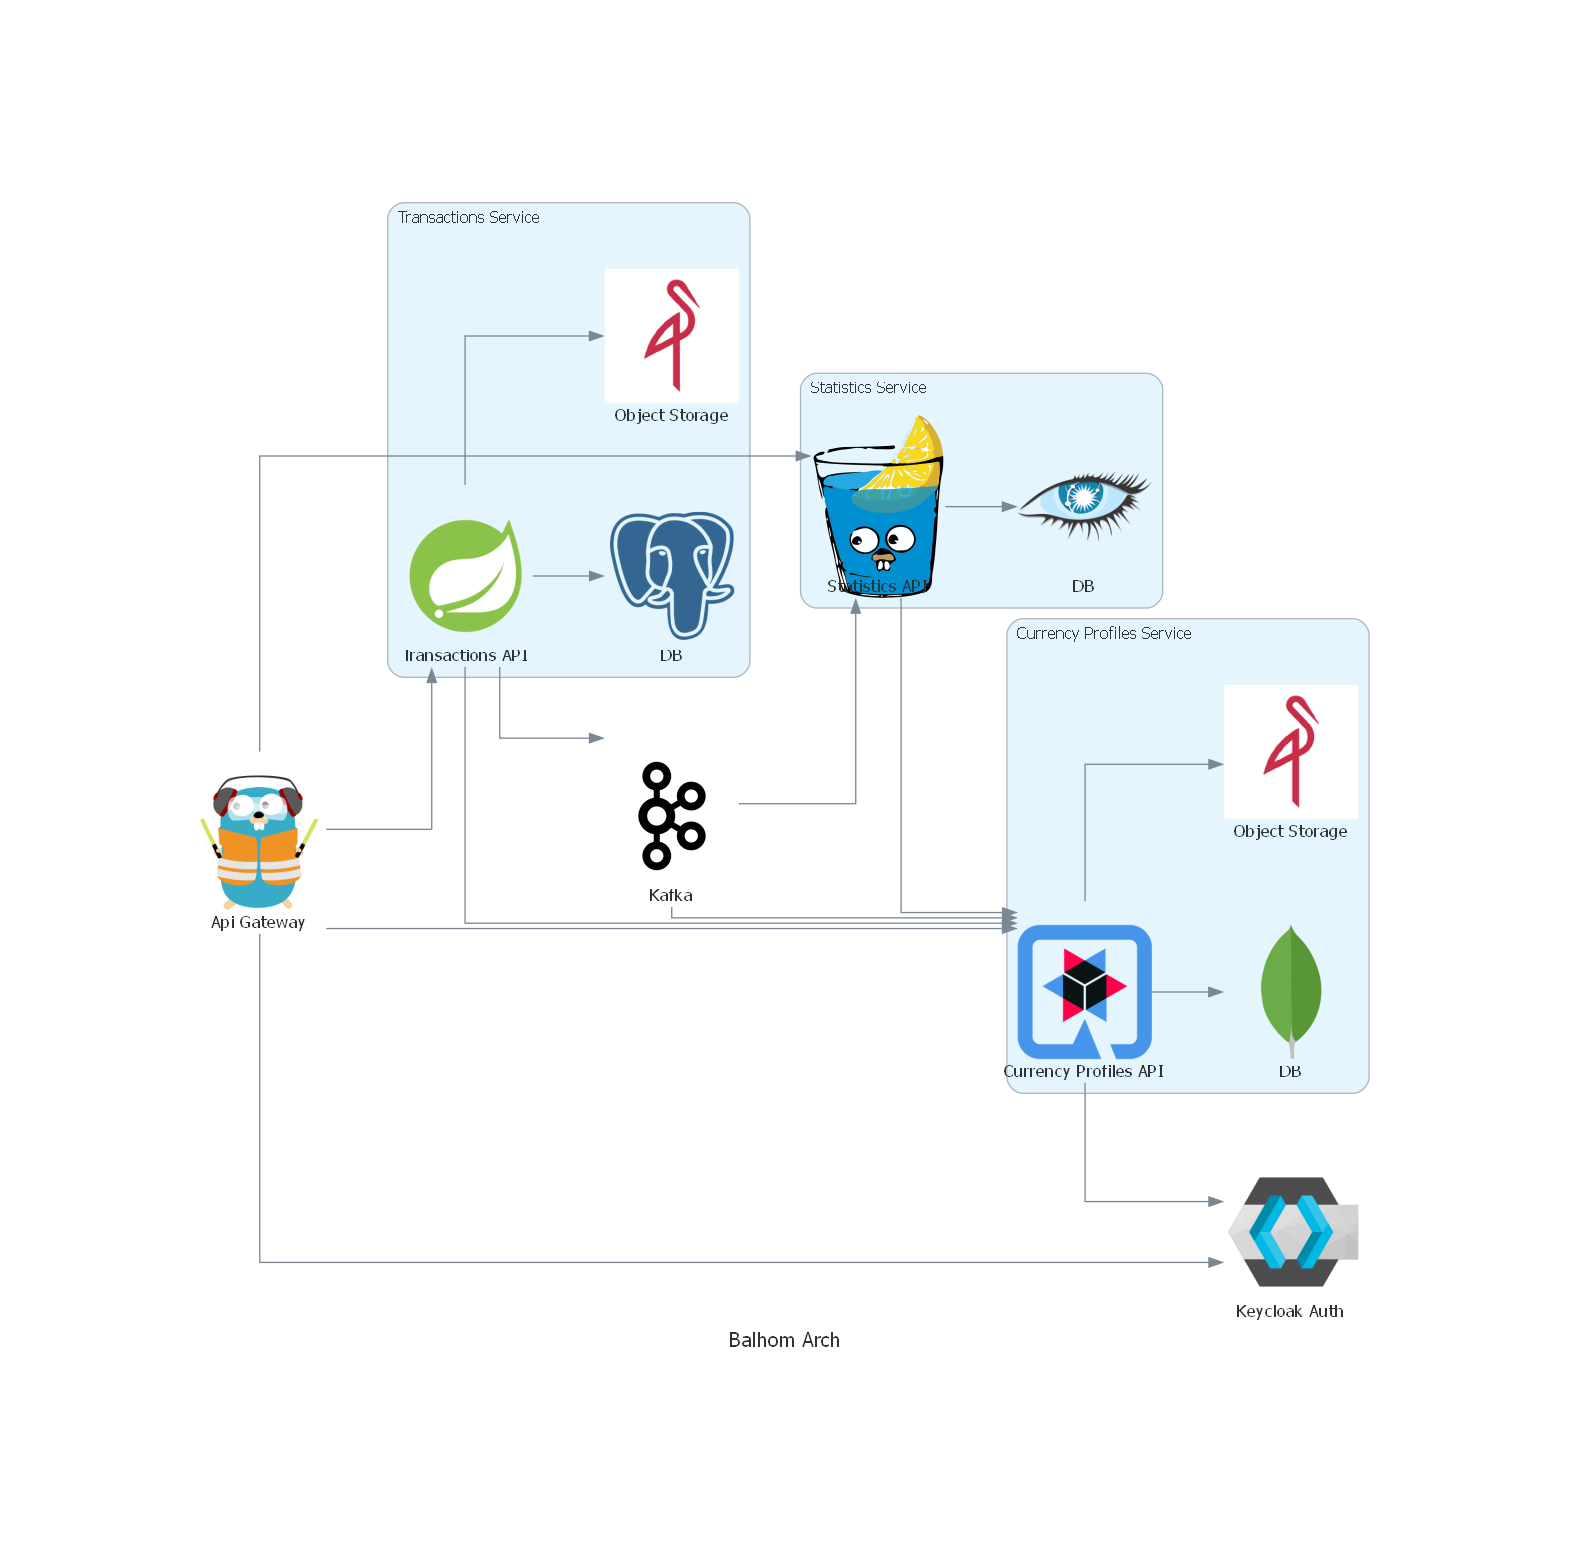 Transactions Service
Object Storage
Transactions API
DB
Statistics Service
Statistics API
DB
Currency Profiles Service
Object Storage
Api Gateway
Kafka
Currency Profiles API
DB
Keycloak Auth
Balhom Arch